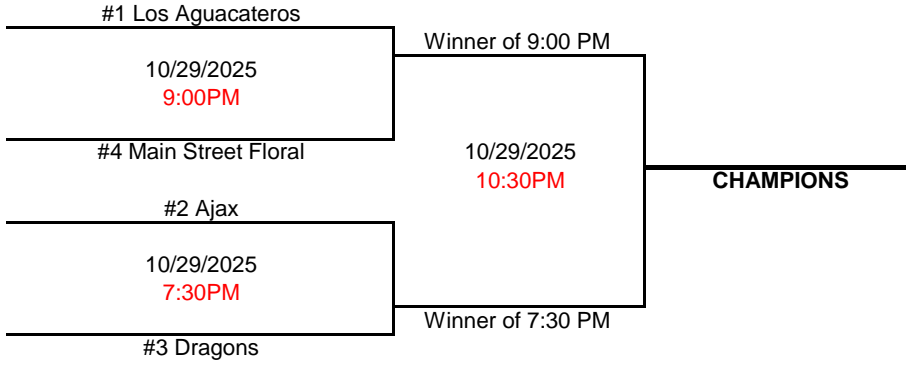 #1 Los Aguacateros
Winner of 9:00 PM
10/29/2025
9:00PM
#4 Main Street Floral
10/29/2025
10:30PM
CHAMPIONS
#2 Ajax
10/29/2025
7:30PM
Winner of 7:30 PM
#3 Dragons